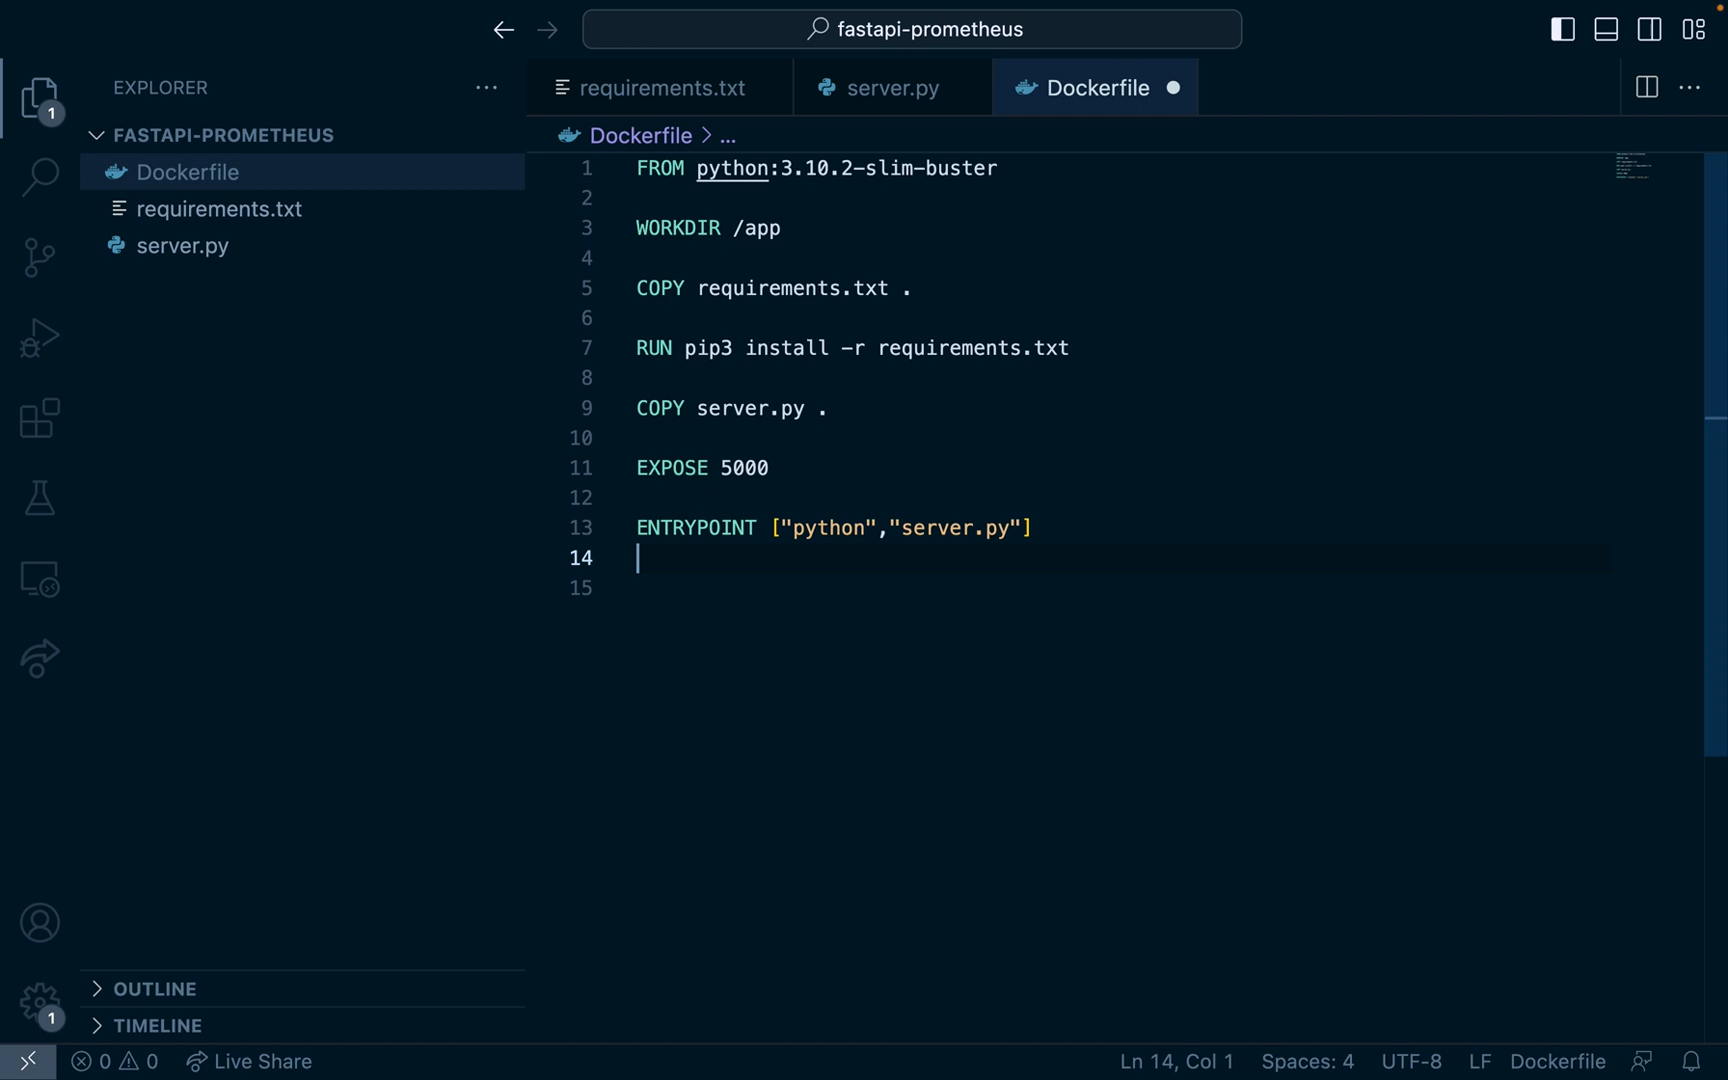 fastapi-prometheus
EXPLORER
requirements.txt
server.py
Dockerfile
1
FASTAPI-PROMETHEUS
Dockerfile
requirements.txt
server.py
Dockerfile > ...
1 FROM python:3.10.2-slim-buster
2
3 WORKDIR /app
4
5 COPY requirements.txt .
6
7 RUN pip3 install -r requirements.txt
8
9 COPY server.py .
10
11 EXPOSE 5000
12
13 ENTRYPOINT ["python","server.py"]
14
15
OUTLINE
1
TIMELINE
0 0 Live Share
Ln 14, Col 1 Spaces: 4 UTF-8 LF Dockerfile